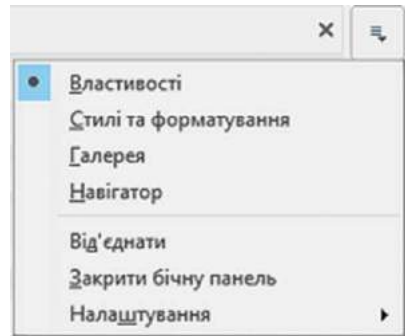 Властивості
Стилі та форматування
Галерея
Навігатор
Від'єднати
Закрити бічну панель
Налаштування